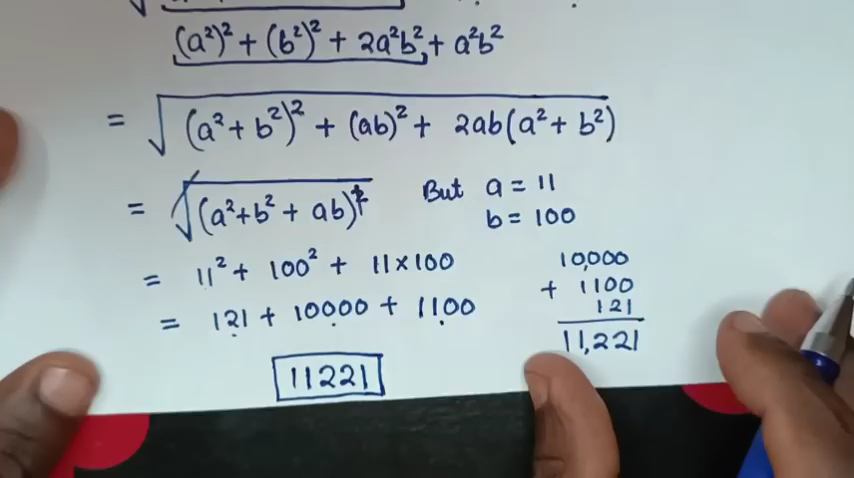 (a²)² + (b²)² + 2a²b² + a²b²
= √(a² + b²)² + (ab)² + 2ab(a² + b²)
= √(a² + b² + ab)²
But a = 11
b = 100
= 11² + 100² + 11 × 100
= 121 + 10000 + 1100
11221
10,000
+ 1100
121
11,221